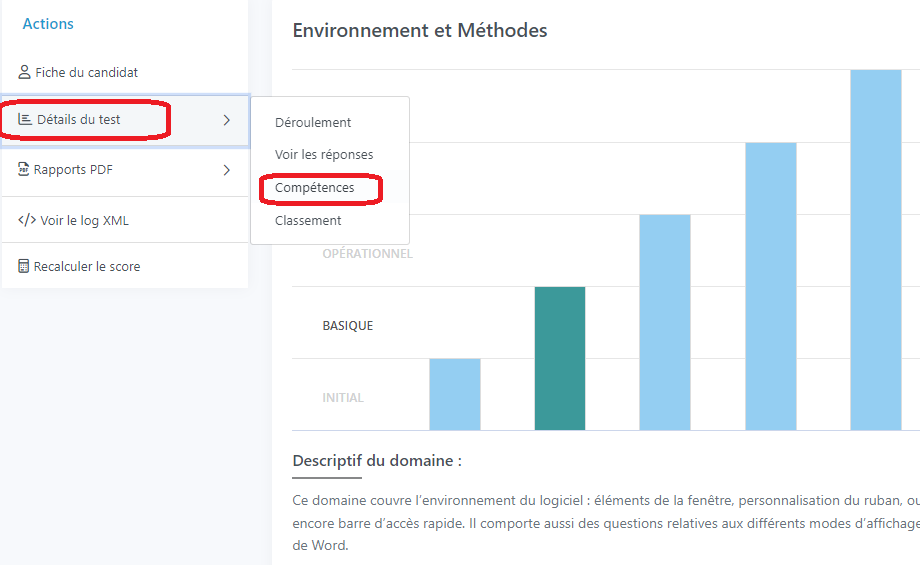 Actions
Fiche du candidat
Détails du test
Rapports PDF
</> Voir le log XML
Recalculer le score
Déroulement
Voir les réponses
Compétences
Classement
Environnement et Méthodes
OPÉRATIONNEL
BASIQUE
INITIAL
Descriptif du domaine :
Ce domaine couvre l'environnement du logiciel : éléments de la fenêtre, personnalisation du ruban,
encore barre d'accès rapide. Il comporte aussi des questions relatives aux différents modes d'affichage
de Word.